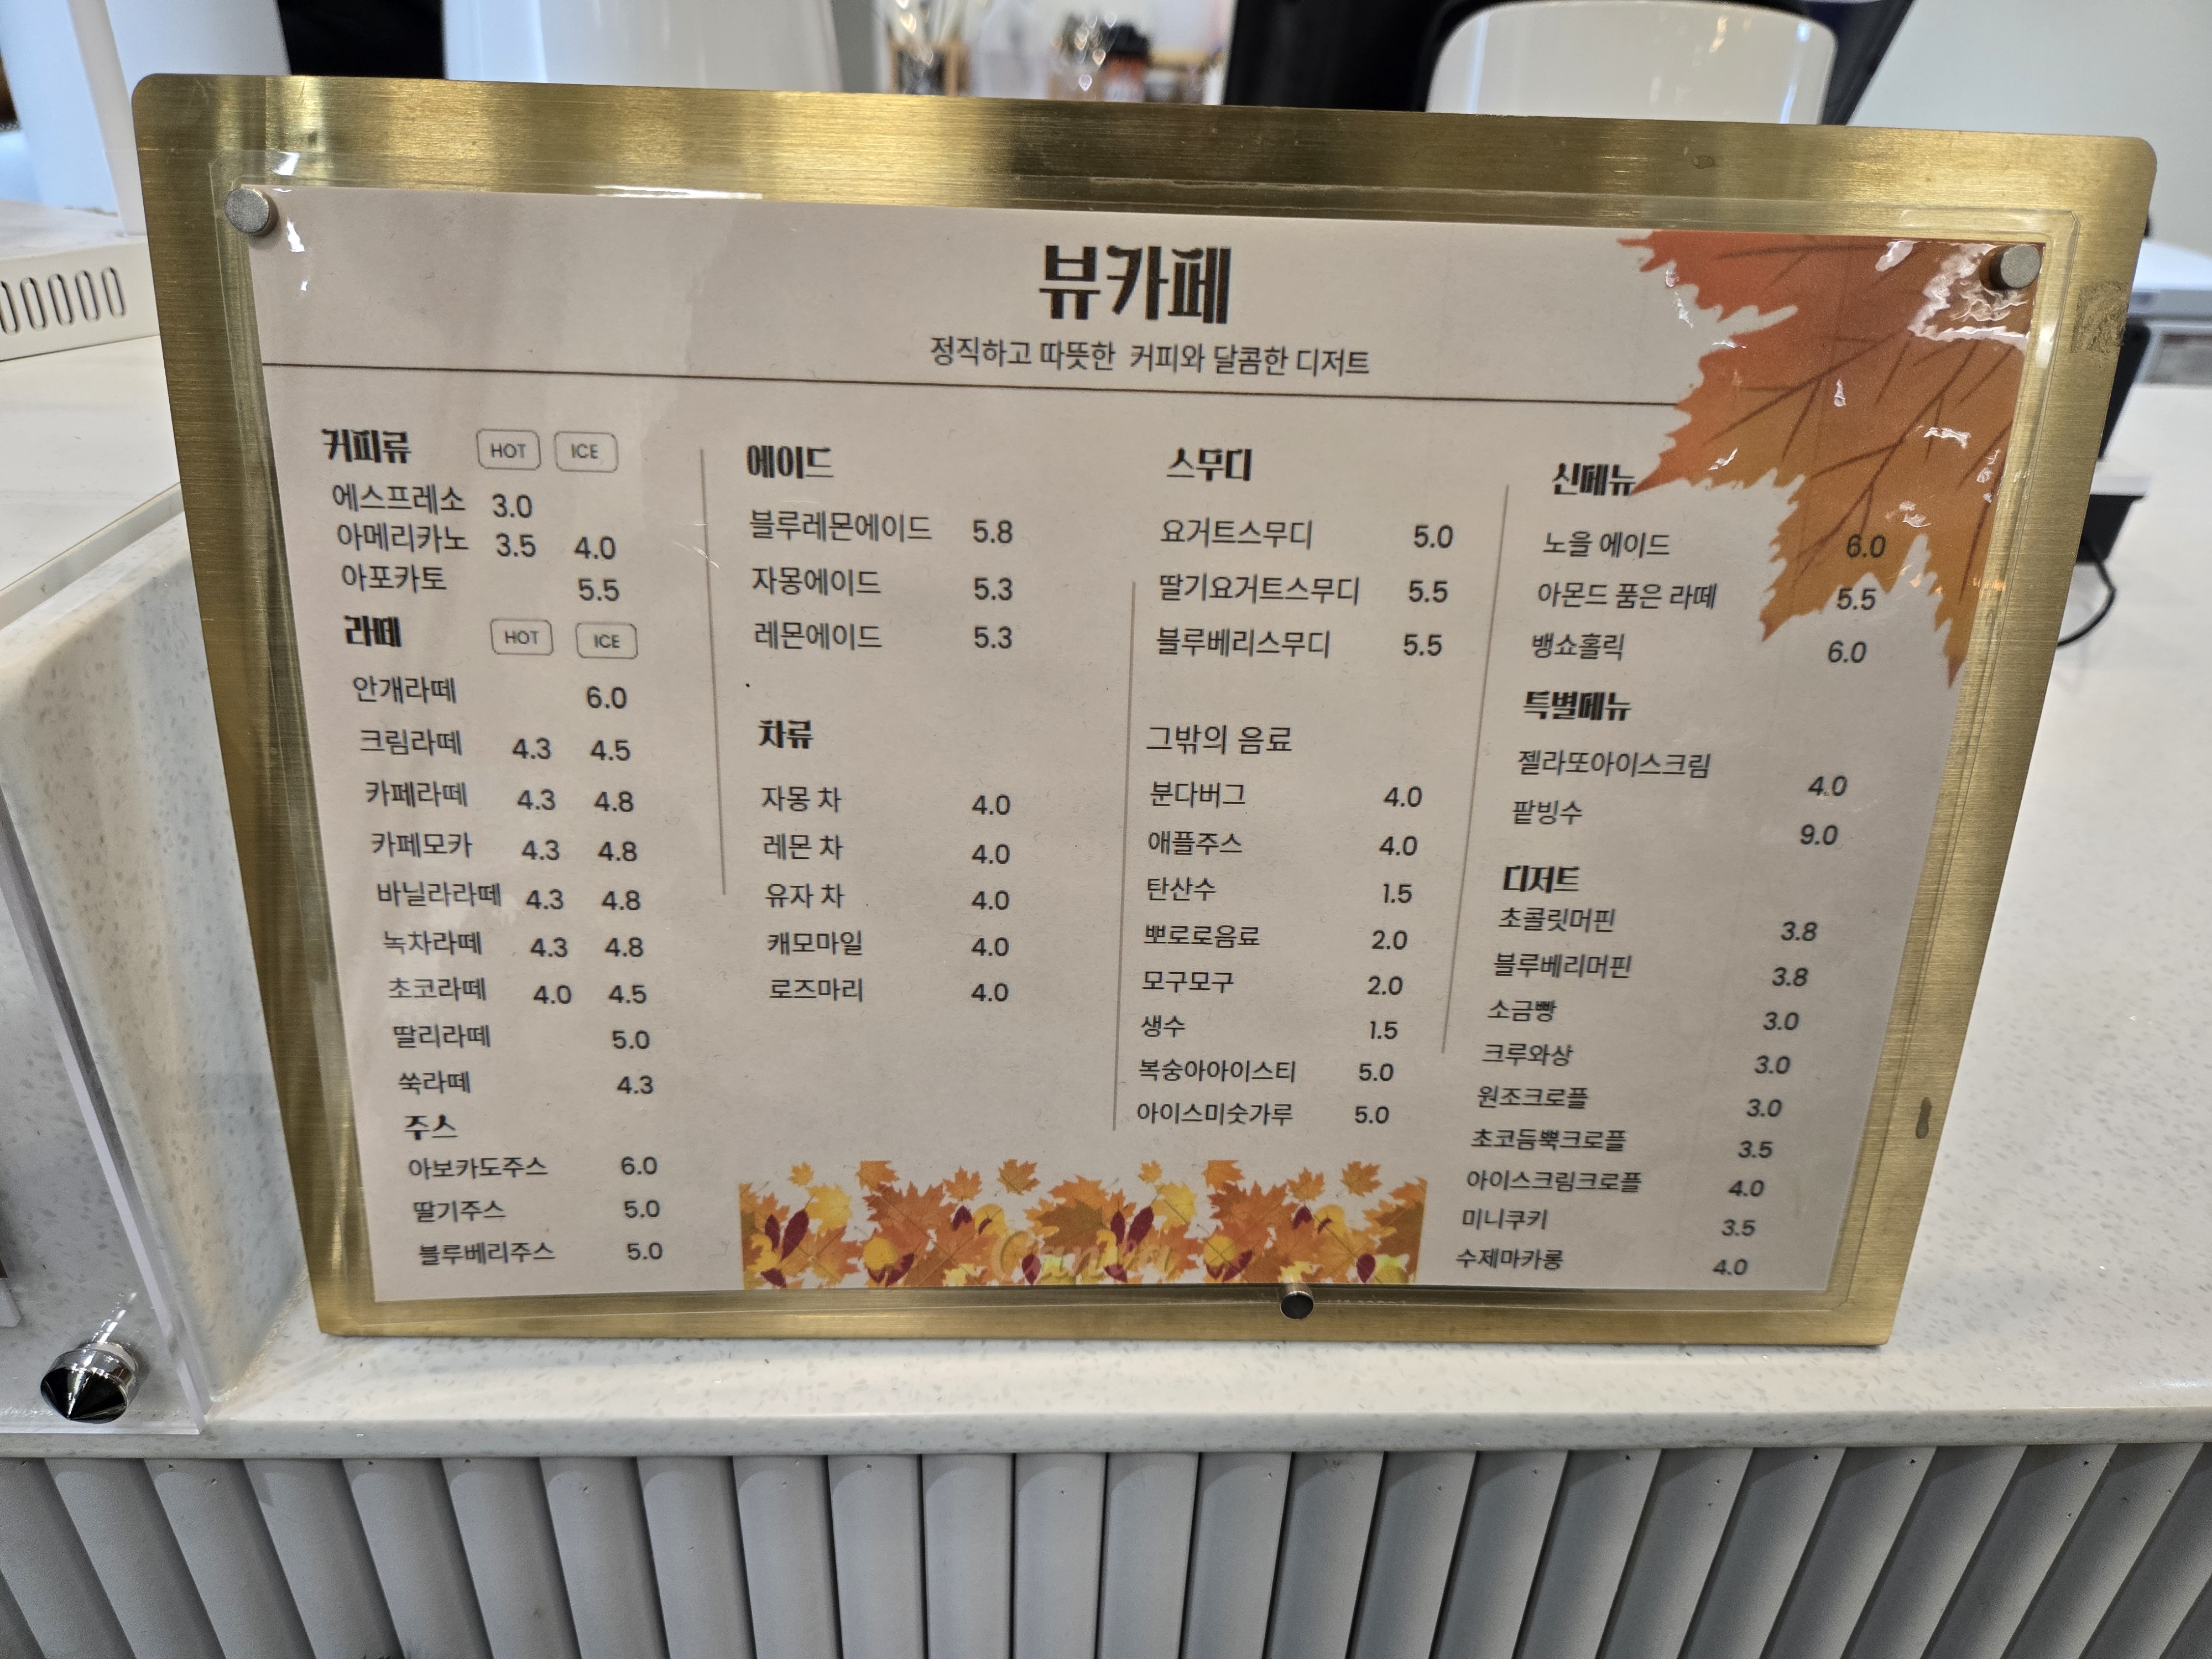 뷰카페
정직하고 따뜻한 커피와 달콤한 디저트
커피류 HOT ICE
에스프레소 3.0
아메리카노 3.5 4.0
아포카토 5.5
라떼 HOT ICE
안개라떼 6.0
크림라떼 4.3 4.5
카페라떼 4.3 4.8
카페모카 4.3 4.8
바닐라라떼 4.3 4.8
녹차라떼 4.3 4.8
초코라떼 4.0 4.5
딸리라떼 5.0
쑥라떼 4.3
주스
아보카도주스 6.0
딸기주스 5.0
블루베리주스 5.0
에이드
블루레몬에이드 5.8
자몽에이드 5.3
레몬에이드 5.3
차류
자몽 차 4.0
레몬 차 4.0
유자 차 4.0
캐모마일 4.0
로즈마리 4.0
스무디
요거트스무디 5.0
딸기요거트스무디 5.5
블루베리스무디 5.5
그밖의 음료
분다버그 4.0
애플주스 4.0
탄산수 1.5
뽀로로음료 2.0
모구모구 2.0
생수 1.5
복숭아아이스티 5.0
아이스미숫가루 5.0
신메뉴
노을 에이드 6.0
아몬드 품은 라떼 5.5
뱅쇼홀릭 6.0
특별메뉴
젤라또아이스크림 4.0
팥빙수 9.0
디저트
초콜릿머핀 3.8
블루베리머핀 3.8
소금빵 3.0
크루와상 3.0
원조크로플 3.0
초코듬뿍크로플 3.5
아이스크림크로플 4.0
미니쿠키 3.5
수제마카롱 4.0
Canva